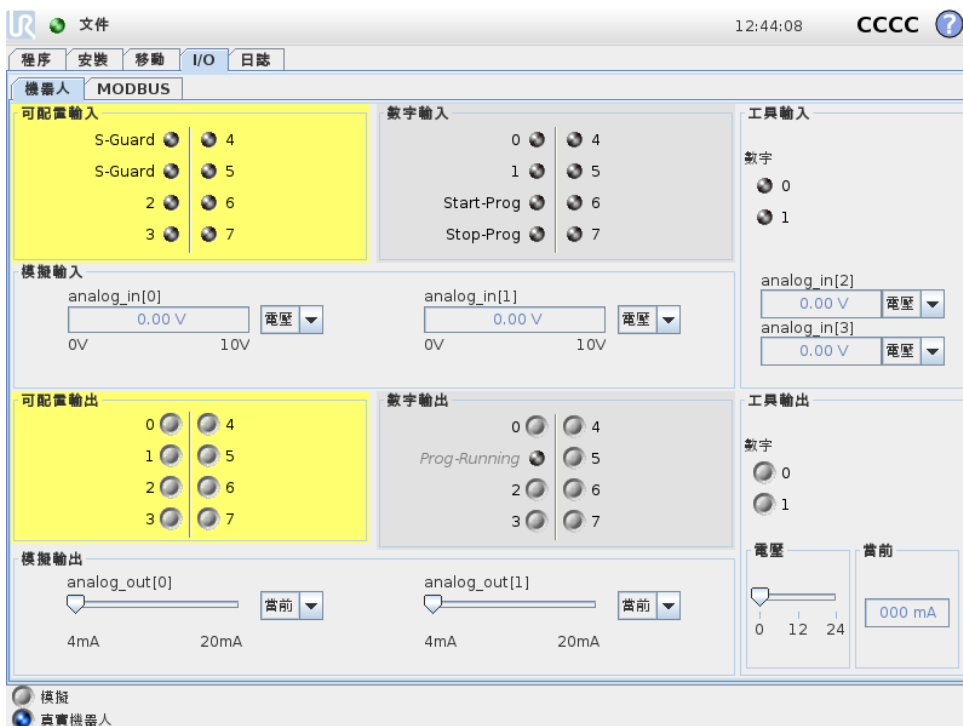 UR 文件 12:44:08 CCCC ?
程序 安裝 移動 I/O 日誌
機器人 MODBUS
可配置輸入
S-Guard 4
S-Guard 5
2 6
3 7
數字輸入
0 4
1 5
Start-Prog 6
Stop-Prog 7
工具輸入
數字
0
1
analog_in[2]
0.00 V 電壓
analog_in[3]
0.00 V 電壓
模擬輸入
analog_in[0]
0.00 V 電壓
0V 10V
analog_in[1]
0.00 V 電壓
0V 10V
可配置輸出
0 4
1 5
2 6
3 7
數字輸出
0 4
Prog-Running 5
2 6
3 7
工具輸出
數字
0
1
電壓
0 12 24
當前
000 mA
模擬輸出
analog_out[0]
當前
4mA 20mA
analog_out[1]
當前
4mA 20mA
模擬
真實機器人